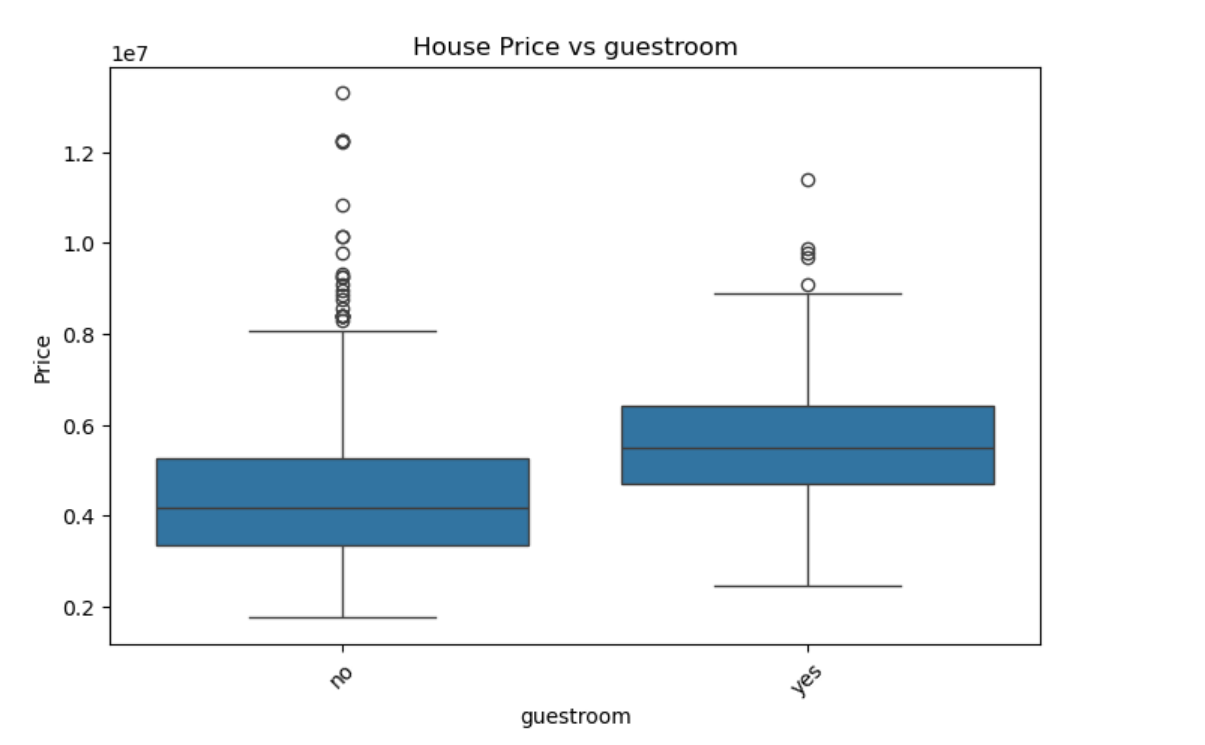 House Price vs guestroom
1e7
1.2
1.0
0.8
0.6
0.4
0.2
Price
no
yes
guestroom